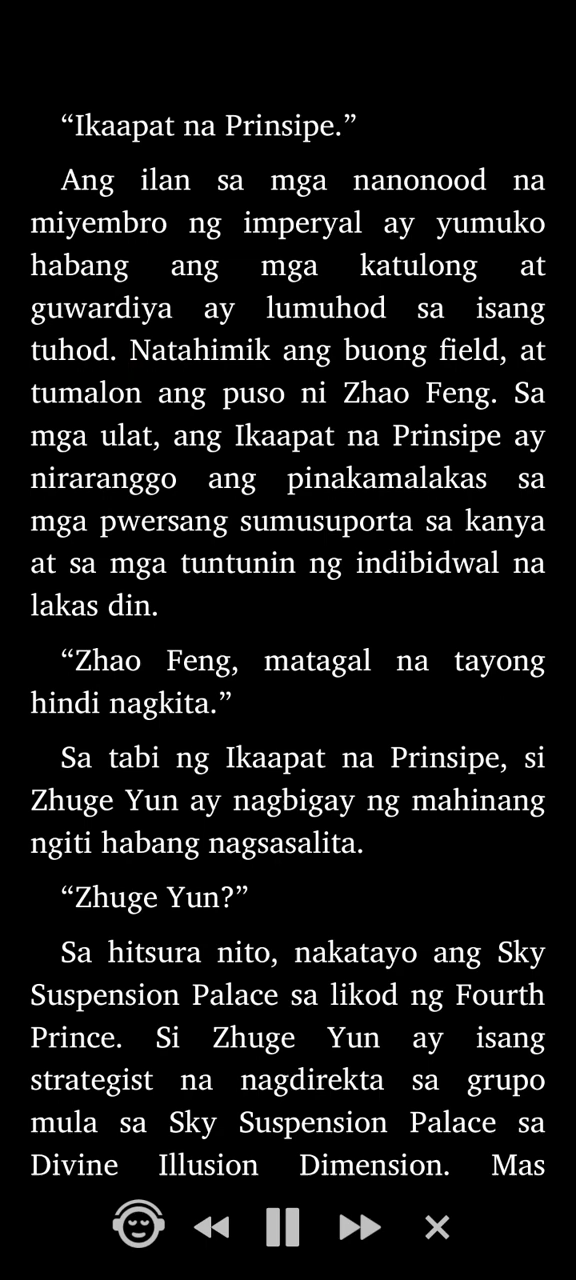 “Ikaapat na Prinsipe.”
Ang ilan sa mga nanonood na
miyembro ng imperyal ay yumuko
habang ang mga katulong at
guwardiya ay lumuhod sa isang
tuhod. Natahimik ang buong field, at
tumalon ang puso ni Zhao Feng. Sa
mga ulat, ang Ikaapat na Prinsipe ay
niraranggo ang pinakamalakas sa
mga pwersang sumusuporta sa kanya
at sa mga tuntunin ng indibidwal na
lakas din.
“Zhao Feng, matagal na tayong
hindi nagkita.”
Sa tabi ng Ikaapat na Prinsipe, si
Zhuge Yun ay nagbigay ng mahinang
ngiti habang nagsasalita.
“Zhuge Yun?”
Sa hitsura nito, nakatayo ang Sky
Suspension Palace sa likod ng Fourth
Prince. Si Zhuge Yun ay isang
strategist na nagdirekta sa grupo
mula sa Sky Suspension Palace sa
Divine Illusion Dimension. Mas